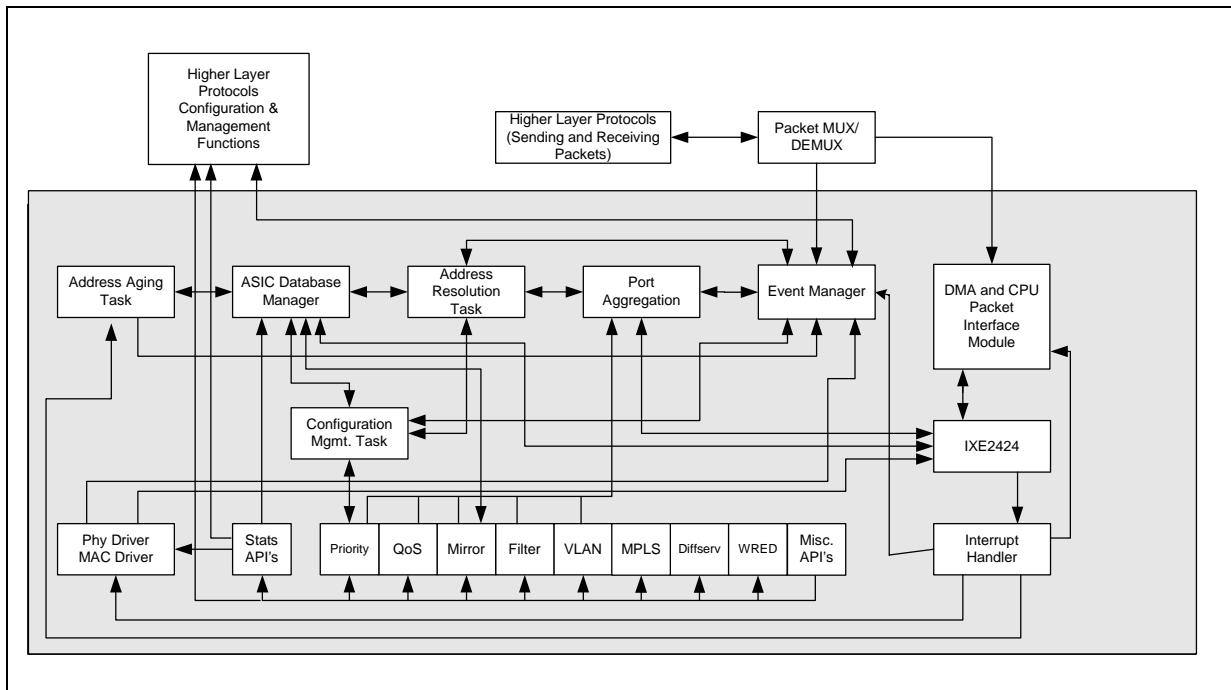 Higher Layer
Protocols
Configuration &
Management
Functions
Higher Layer Protocols
(Sending and Receiving
Packets)
Packet MUX/
DEMUX
Address Aging
Task
ASIC Database
Manager
Address
Resolution
Task
Port
Aggregation
Event Manager
DMA and CPU
Packet
Interface
Module
Configuration
Mgmt. Task
IXE2424
Phy Driver
MAC Driver
Stats
API's
Priority
QoS
Mirror
Filter
VLAN
MPLS
Diffserv
WRED
Misc.
API's
Interrupt
Handler